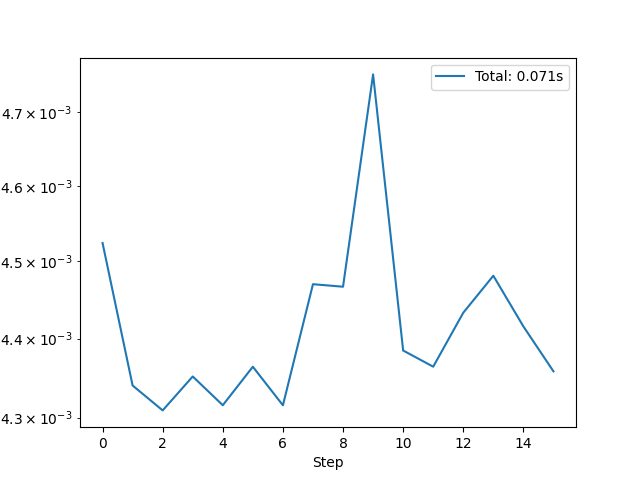 Total: 0.071s
4.7 × 10⁻³
4.6 × 10⁻³
4.5 × 10⁻³
4.4 × 10⁻³
4.3 × 10⁻³
0 2 4 6 8 10 12 14
Step